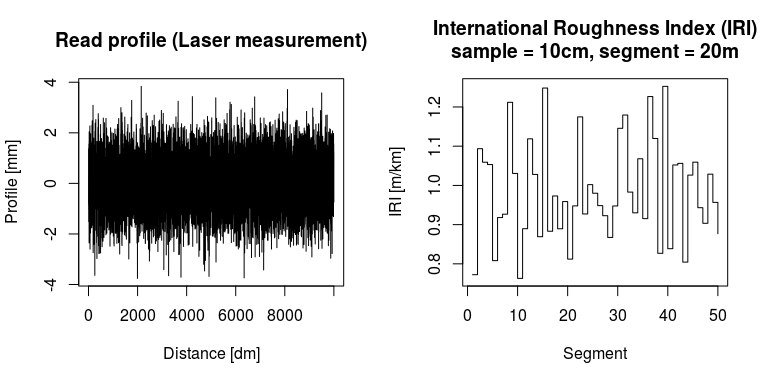 Read profile (Laser measurement)
4
2
0
-2
-4
Profile [mm]
0 2000 4000 6000 8000
Distance [dm]
International Roughness Index (IRI)
sample = 10cm, segment = 20m
1.2
1.1
1.0
0.9
0.8
IRI [m/km]
0 10 20 30 40 50
Segment